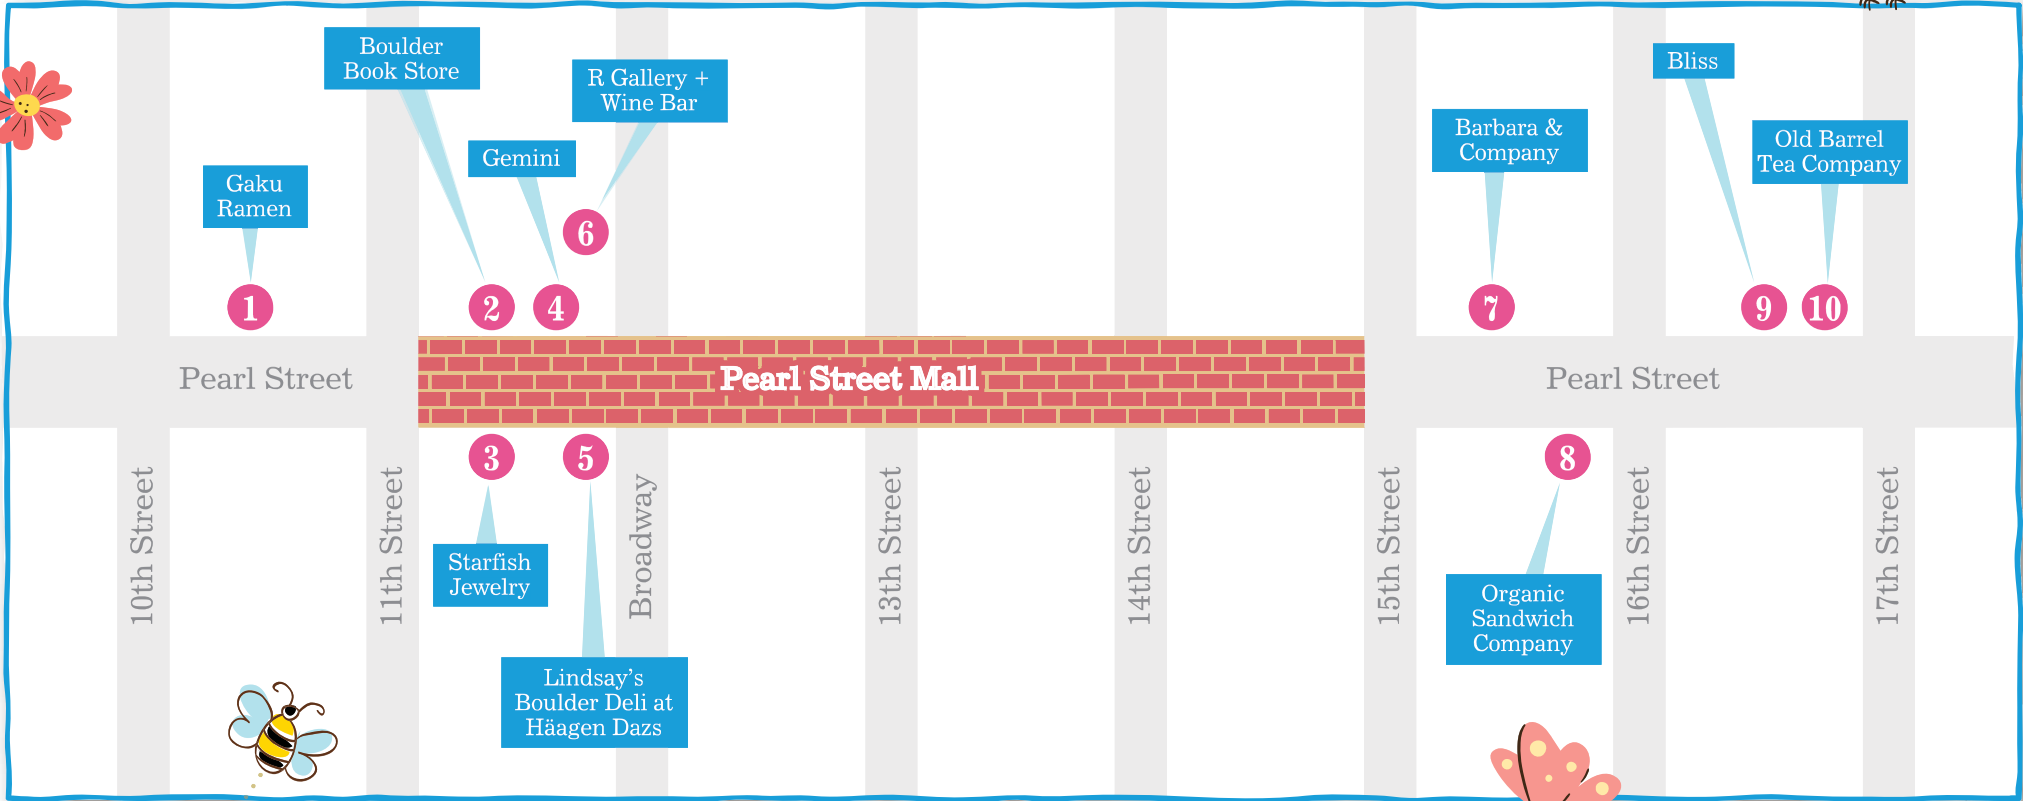 Boulder
Book Store
R Gallery +
Wine Bar
Bliss
Barbara &
Company
Old Barrel
Tea Company
Gemini
Gaku
Ramen
6
1
2
4
7
9
10
Pearl Street
Pearl Street Mall
Pearl Street
3
5
8
10th Street
11th Street
Broadway
13th Street
14th Street
15th Street
16th Street
17th Street
Starfish
Jewelry
Organic
Sandwich
Company
Lindsay's
Boulder Deli at
Häagen Dazs